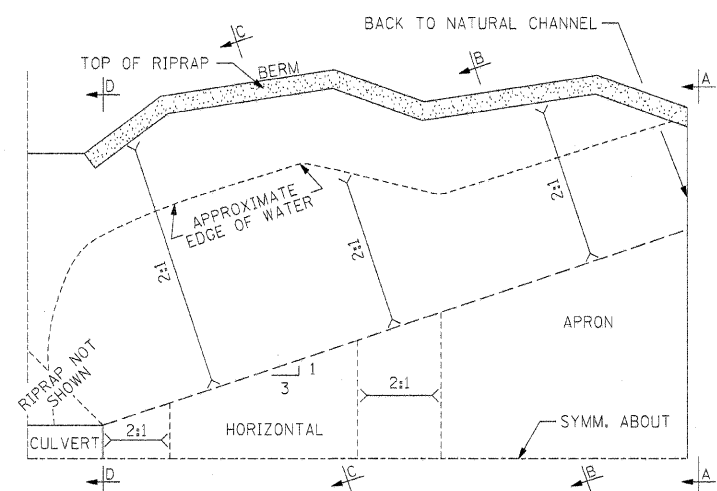 BACK TO NATURAL CHANNEL
C
B
TOP OF RIPRAP
BERM
D
A
APPROXIMATE
EDGE OF WATER
2:1
2:1
2:1
APRON
RIPRAP NOT
SHOWN
1
3
2:1
2:1
HORIZONTAL
SYMM. ABOUT
CULVERT
D
C
B
A